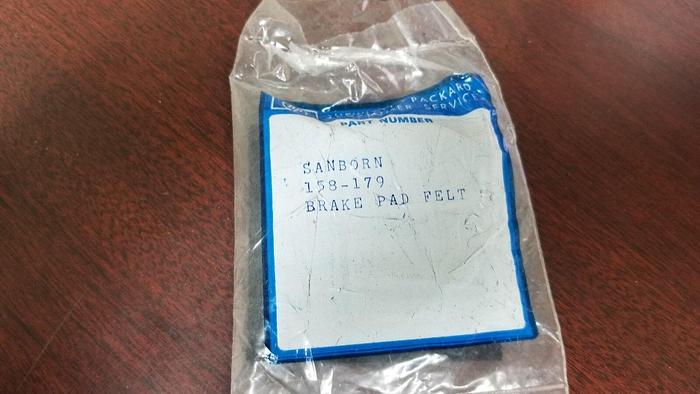 PACKARD
SERVICE
PART NUMBER
SANBORN
158-179
BRAKE PAD FELT